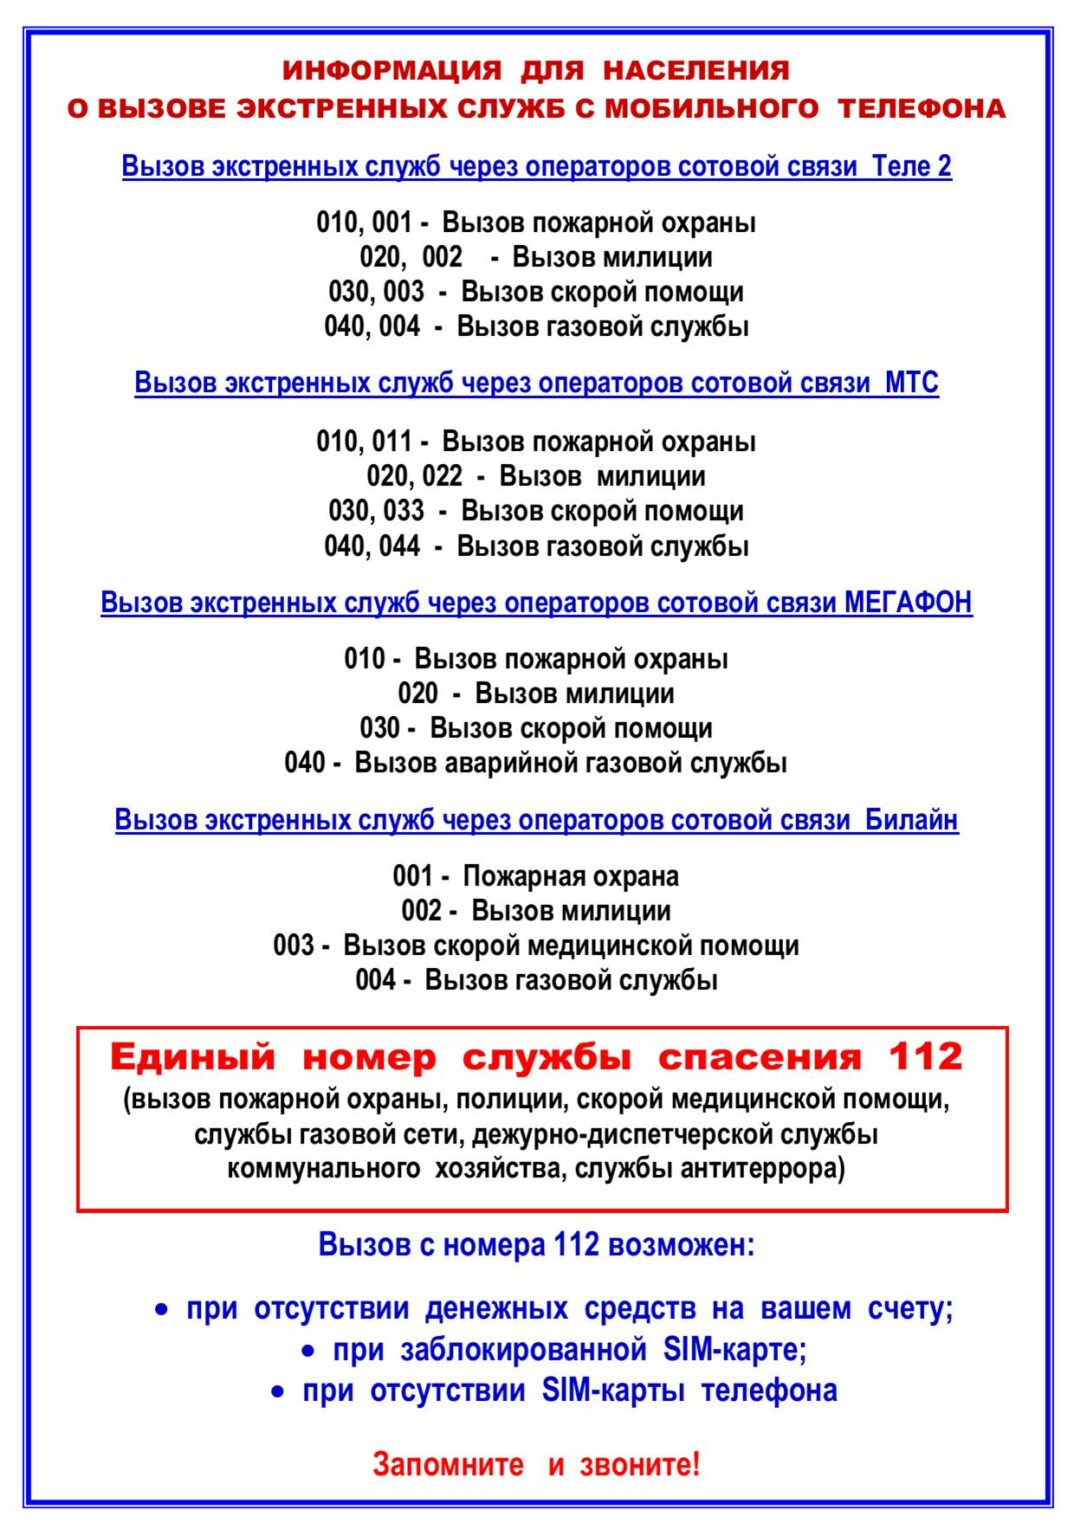 ИНФОРМАЦИЯ ДЛЯ НАСЕЛЕНИЯ
О ВЫЗОВЕ ЭКСТРЕННЫХ СЛУЖБ С МОБИЛЬНОГО ТЕЛЕФОНА
Вызов экстренных служб через операторов сотовой связи Теле 2
010, 001 - Вызов пожарной охраны
020, 002 - Вызов милиции
030, 003 - Вызов скорой помощи
040, 004 - Вызов газовой службы
Вызов экстренных служб через операторов сотовой связи МТС
010, 011 - Вызов пожарной охраны
020, 022 - Вызов милиции
030, 033 - Вызов скорой помощи
040, 044 - Вызов газовой службы
Вызов экстренных служб через операторов сотовой связи МЕГАФОН
010 - Вызов пожарной охраны
020 - Вызов милиции
030 - Вызов скорой помощи
040 - Вызов аварийной газовой службы
Вызов экстренных служб через операторов сотовой связи Билайн
001 - Пожарная охрана
002 - Вызов милиции
003 - Вызов скорой медицинской помощи
004 - Вызов газовой службы
Единый номер службы спасения 112
(вызов пожарной охраны, полиции, скорой медицинской помощи,
службы газовой сети, дежурно-диспетчерской службы
коммунального хозяйства, службы антитеррора)
Вызов с номера 112 возможен:
• при отсутствии денежных средств на вашем счету;
• при заблокированной SIM-карте;
• при отсутствии SIM-карты телефона
Запомните и звоните!